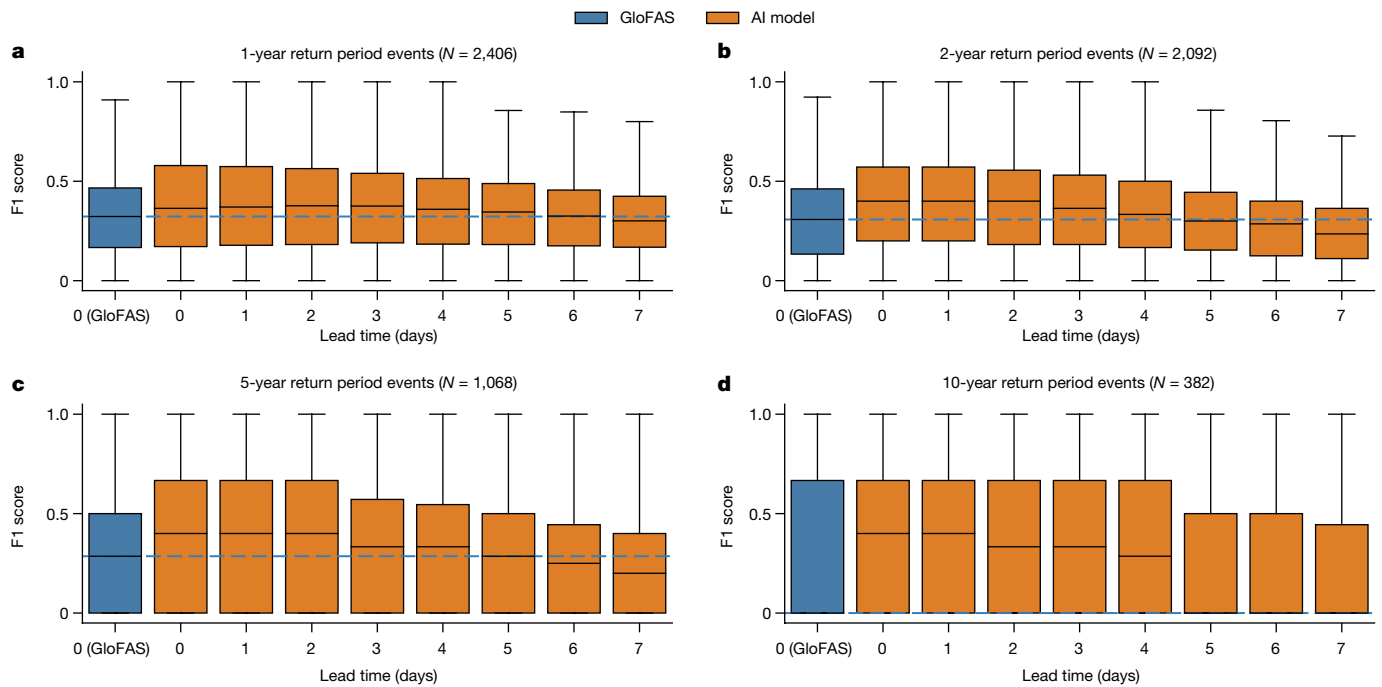 GloFAS AI model
a 1-year return period events (N = 2,406)
F1 score
1.0
0.5
0
0 (GloFAS) 0 1 2 3 4 5 6 7
Lead time (days)
b 2-year return period events (N = 2,092)
F1 score
1.0
0.5
0
0 (GloFAS) 0 1 2 3 4 5 6 7
Lead time (days)
c 5-year return period events (N = 1,068)
F1 score
1.0
0.5
0
0 (GloFAS) 0 1 2 3 4 5 6 7
Lead time (days)
d 10-year return period events (N = 382)
F1 score
1.0
0.5
0
0 (GloFAS) 0 1 2 3 4 5 6 7
Lead time (days)